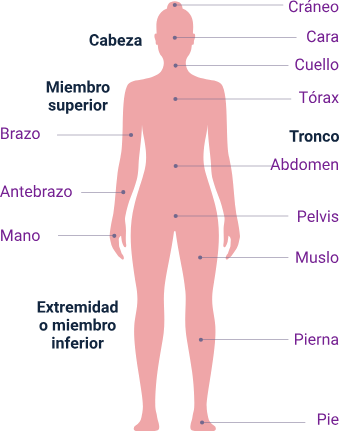 Cráneo
Cara
Cabeza
Cuello
Miembro
superior
Tórax
Brazo
Tronco
Abdomen
Antebrazo
Pelvis
Mano
Muslo
Extremidad
o miembro
inferior
Pierna
Pie